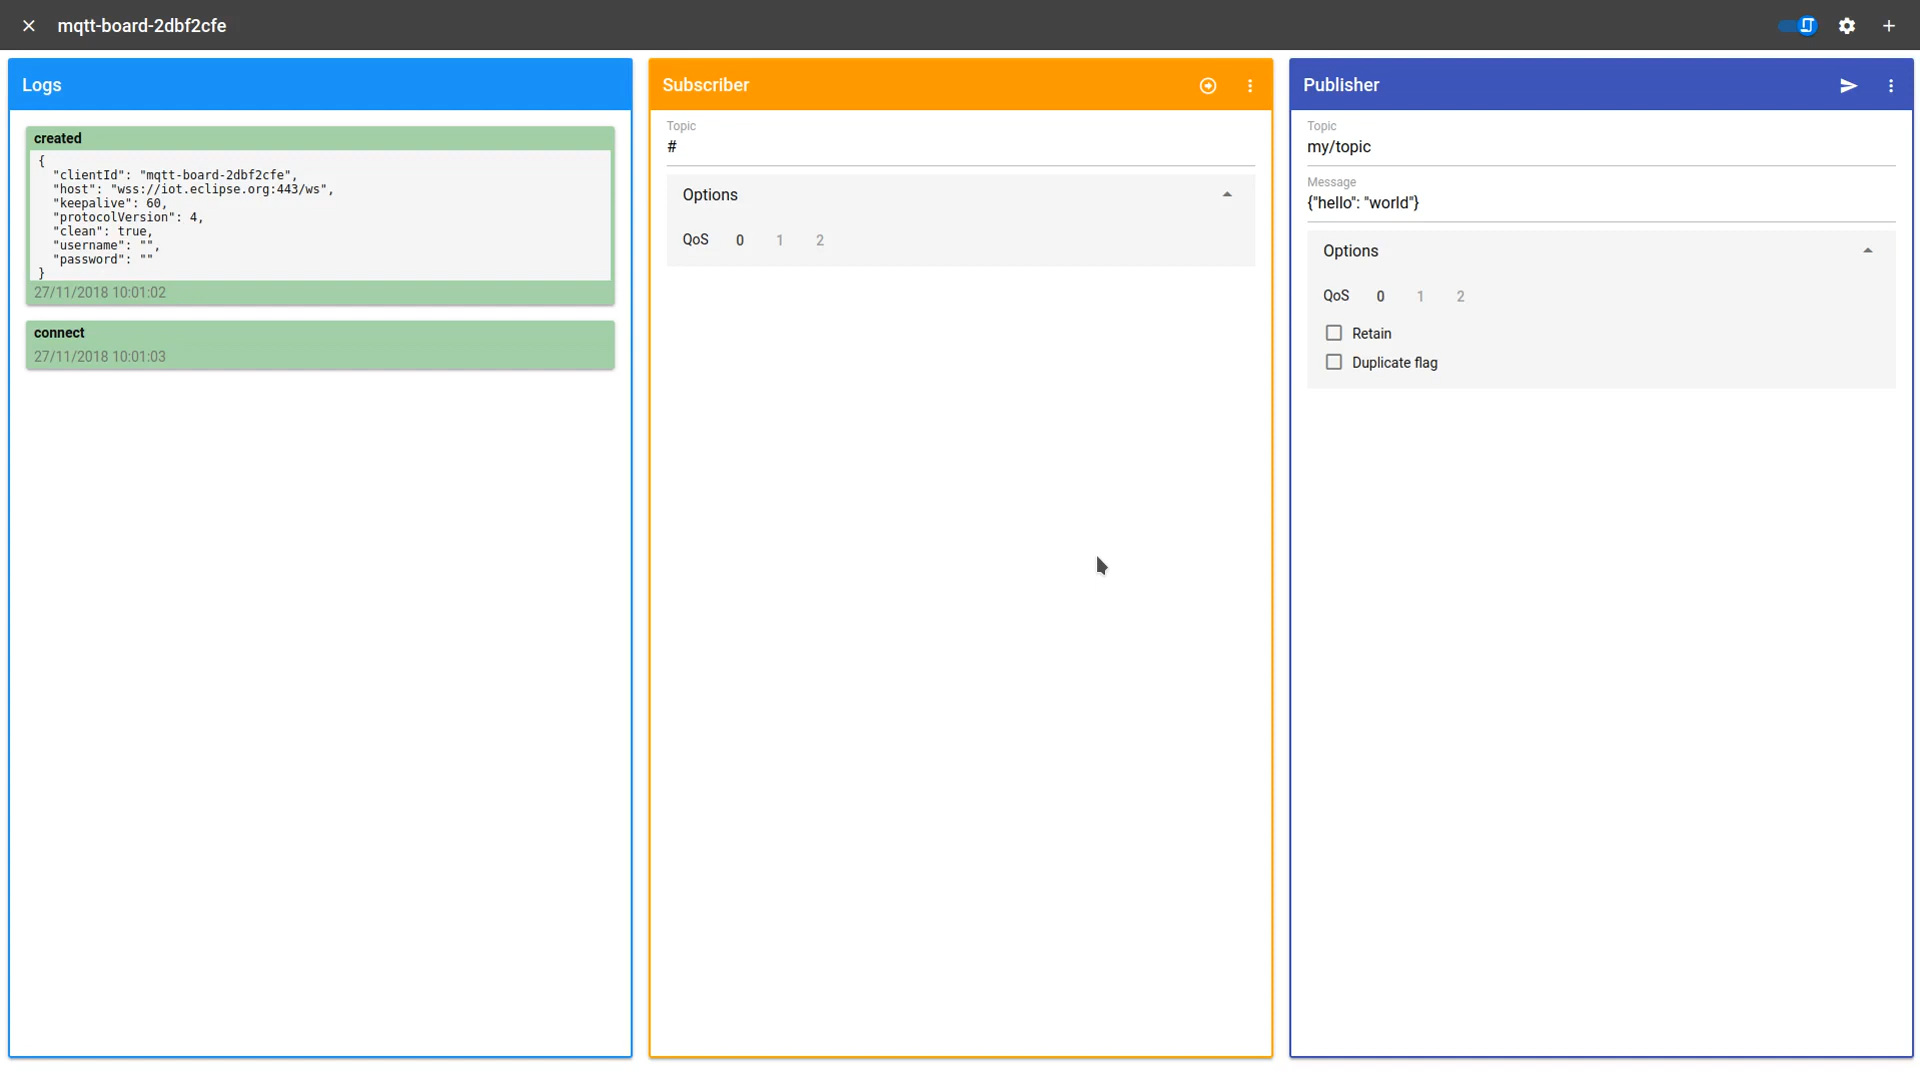 mqtt-board-2dbf2cfe
Logs
created
{
"clientId": "mqtt-board-2dbf2cfe",
"host": "wss://iot.eclipse.org:443/ws",
"keepalive": 60,
"protocolVersion": 4,
"clean": true,
"username": "",
"password": ""
}
27/11/2018 10:01:02
connect
27/11/2018 10:01:03
Subscriber
Topic
#
Options
QoS 0 1 2
Publisher
Topic
my/topic
Message
{"hello": "world"}
Options
QoS 0 1 2
Retain
Duplicate flag